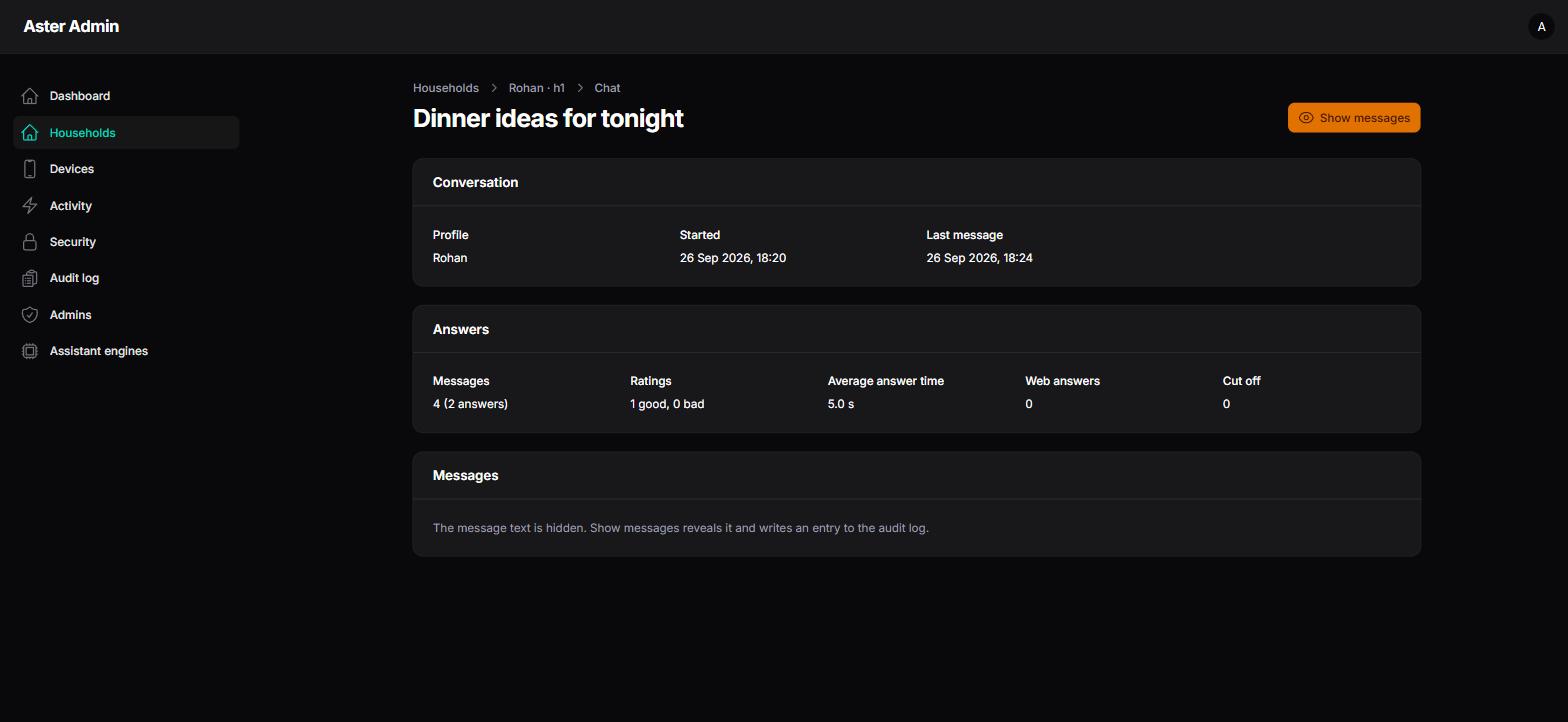 Aster Admin
A
Dashboard
Households
Devices
Activity
Security
Audit log
Admins
Assistant engines
Households > Rohan · h1 > Chat
Dinner ideas for tonight
Show messages
Conversation
Profile Started Last message
Rohan 26 Sep 2026, 18:20 26 Sep 2026, 18:24
Answers
Messages Ratings Average answer time Web answers Cut off
4 (2 answers) 1 good, 0 bad 5.0 s 0 0
Messages
The message text is hidden. Show messages reveals it and writes an entry to the audit log.